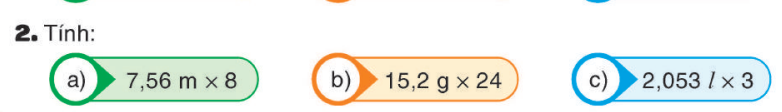 2. Tính:
a) 7,56 m × 8
b) 15,2 g × 24
c) 2,053 l × 3